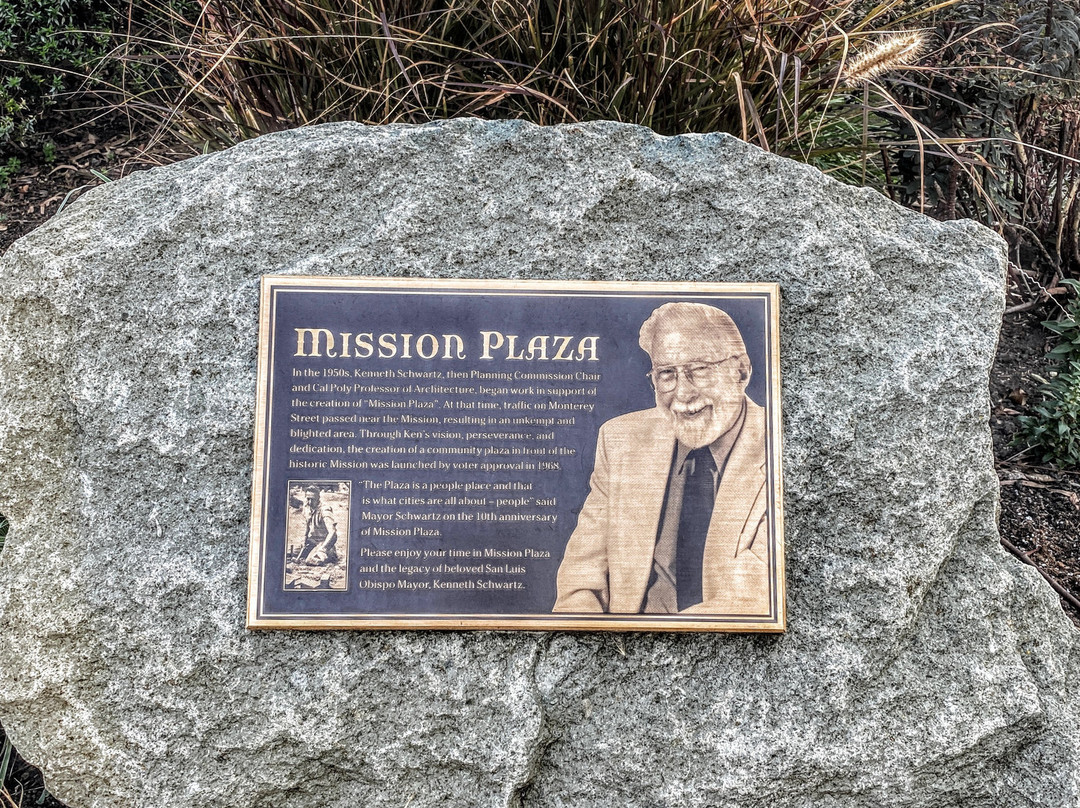 Mission Plaza
In the 1950s, Kenneth Schwartz, then Planning Commission Chair
and Cal Poly Professor of Architecture, began work in support of
the creation of "Mission Plaza". At that time, traffic on Monterey
Street passed near the Mission, resulting in an unkempt and
blighted area. Through Ken's vision, perseverance, and
dedication, the creation of a community plaza in front of the
historic Mission was launched by voter approval in 1968.
"The Plaza is a people place and that
is what cities are all about – people" said
Mayor Schwartz on the 10th anniversary
of Mission Plaza.
Please enjoy your time in Mission Plaza
and the legacy of beloved San Luis
Obispo Mayor, Kenneth Schwartz.